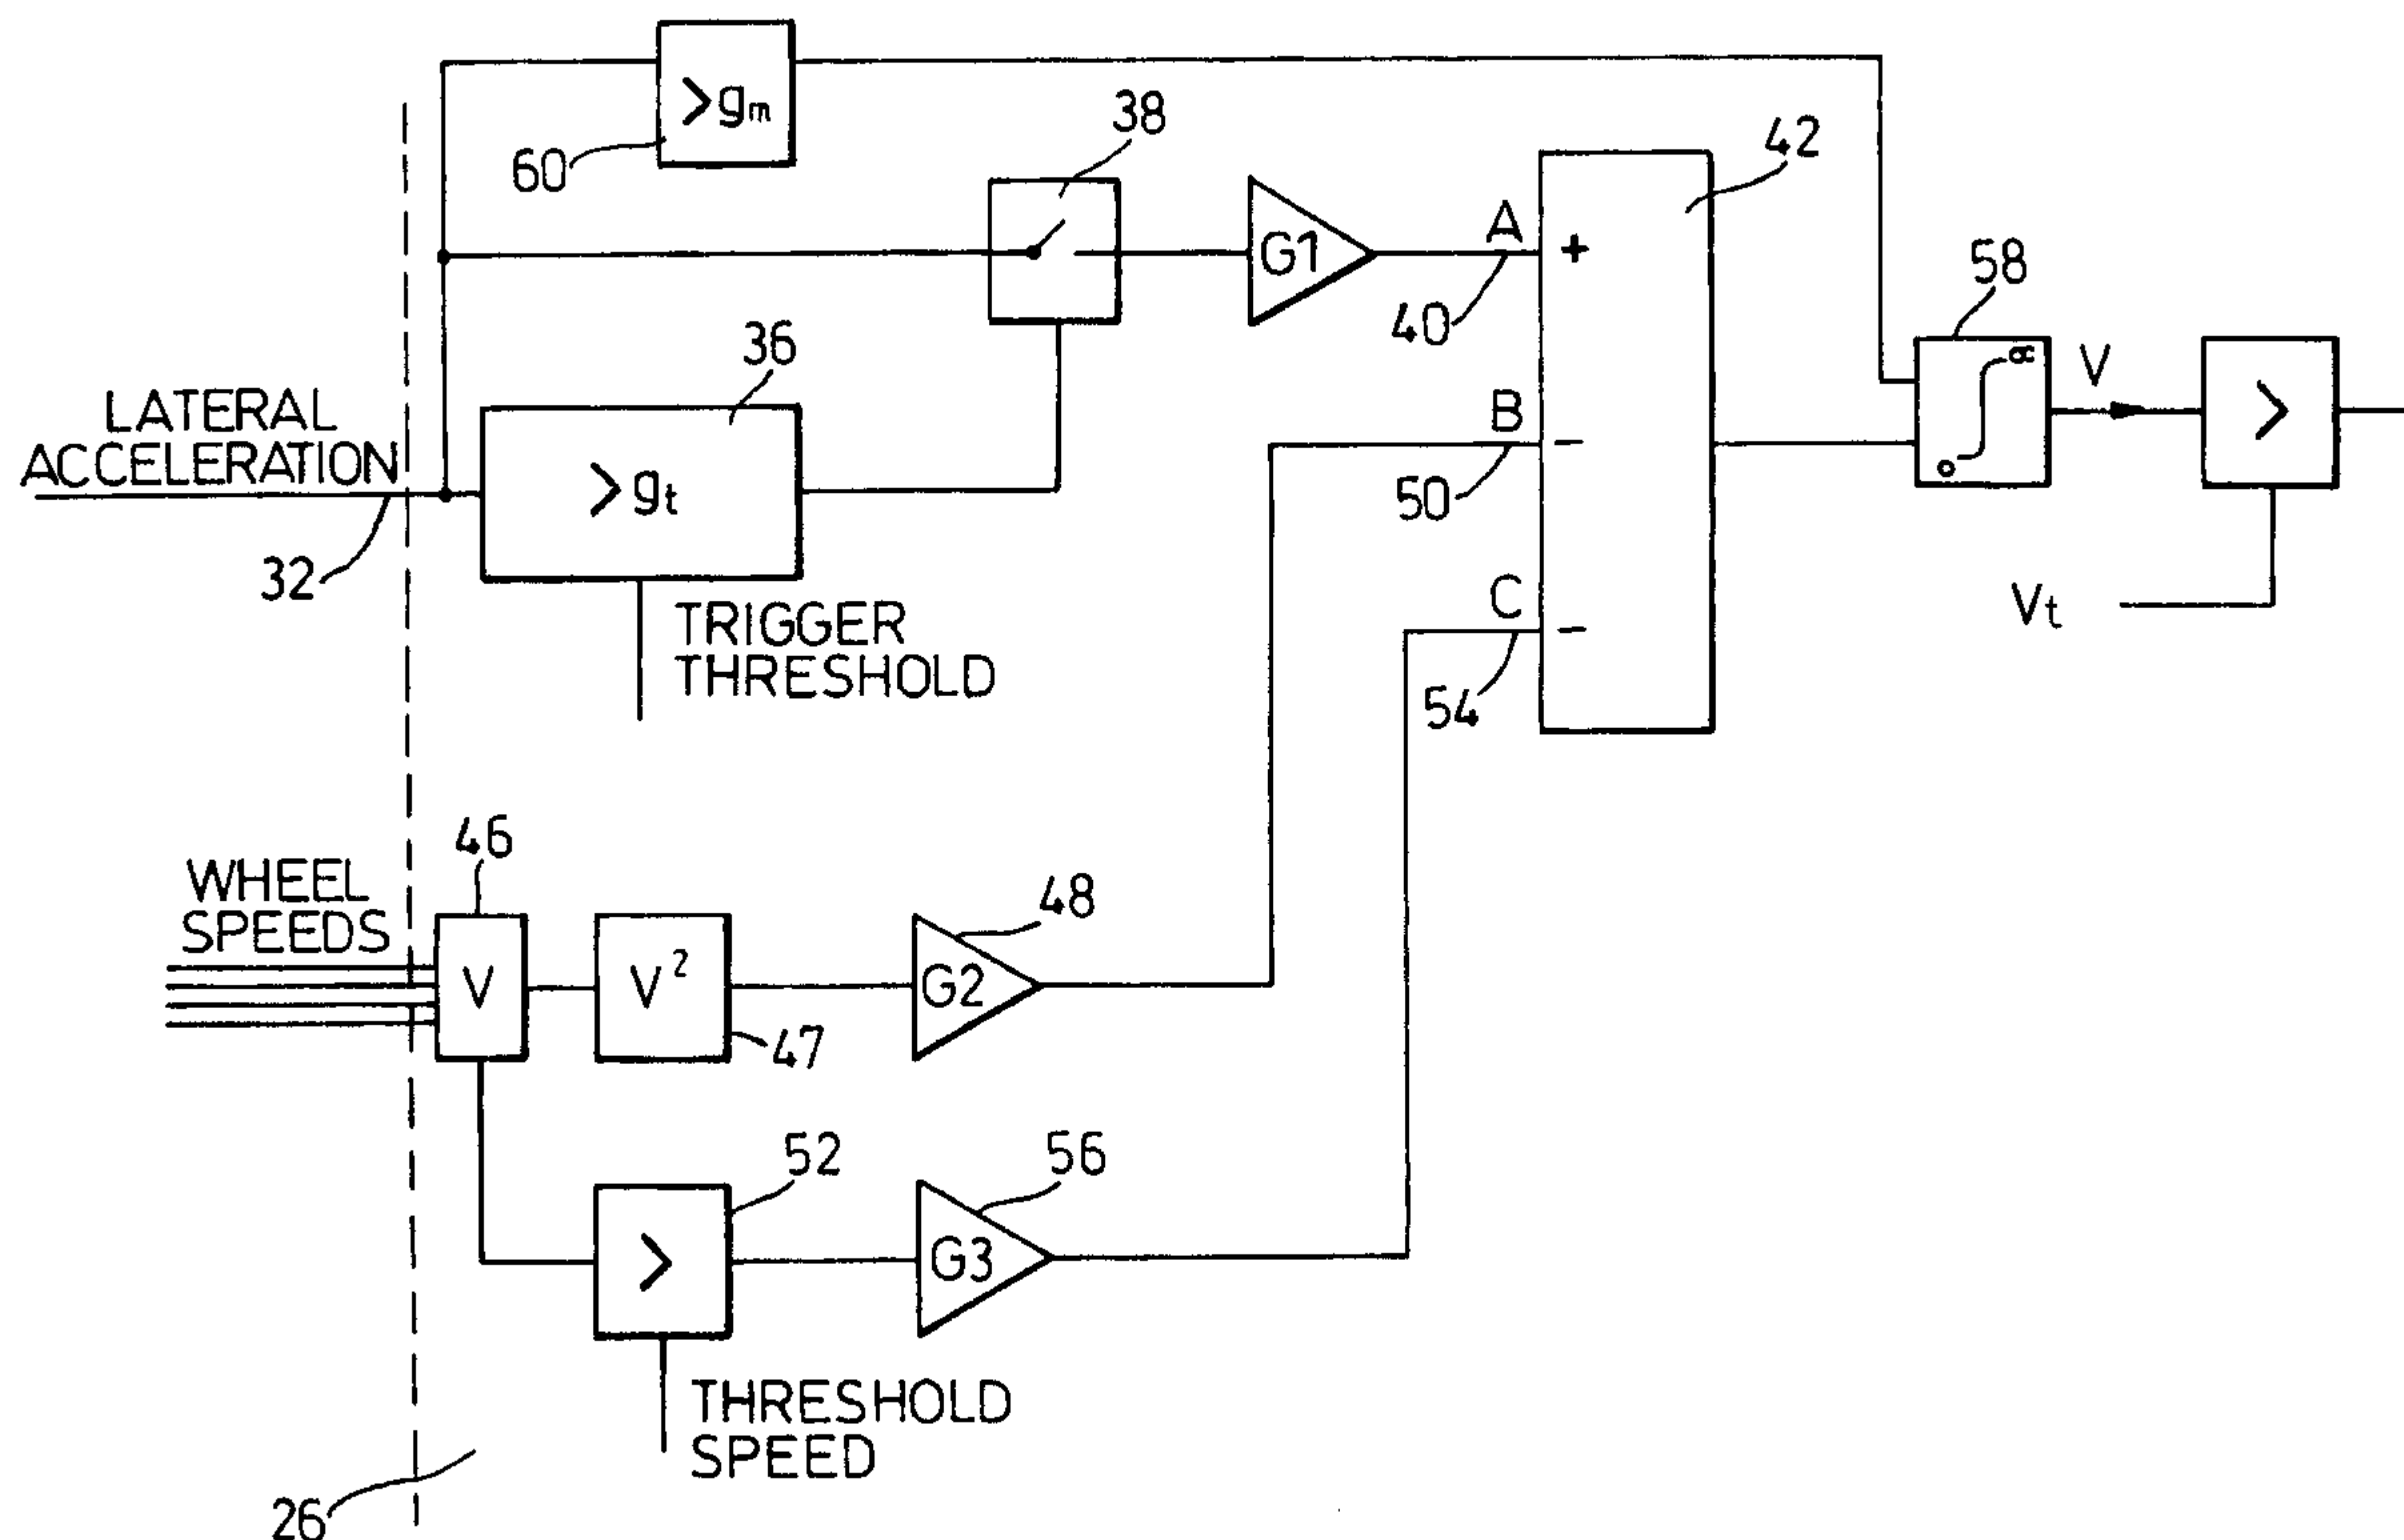 >gm
60
38
42
A
+
G1
40
58
36
V
>
LATERAL
ACCELERATION
B
-
50
>gt
32
C
-
Vt
TRIGGER
THRESHOLD
54
46
WHEEL
SPEEDS
48
V
V²
G2
47
52
56
>
G3
THRESHOLD
SPEED
26